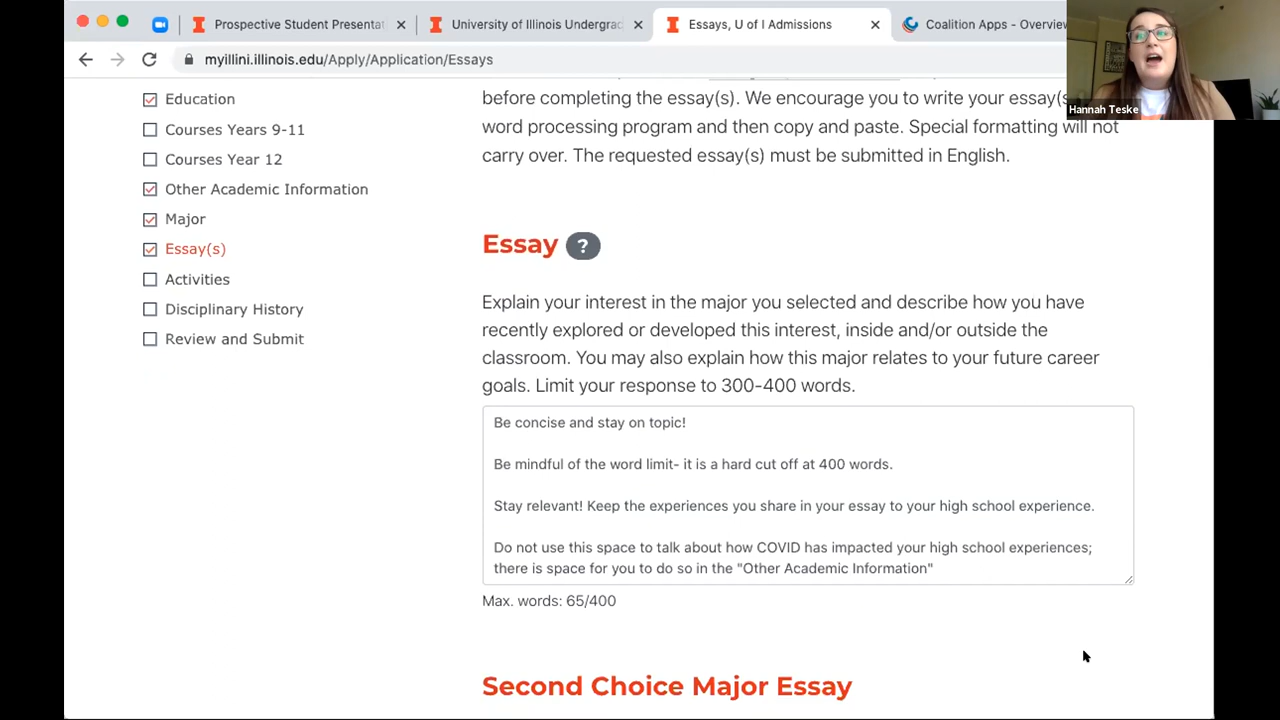 Prospective Student Presentat
University of Illinois Undergrad
Essays, U of I Admissions
Coalition Apps - Overview
myillini.illinois.edu/Apply/Application/Essays
Hannah Teske
Education
Courses Years 9-11
Courses Year 12
Other Academic Information
Major
Essay(s)
Activities
Disciplinary History
Review and Submit
before completing the essay(s). We encourage you to write your essay(s
word processing program and then copy and paste. Special formatting will not
carry over. The requested essay(s) must be submitted in English.
Essay ?
Explain your interest in the major you selected and describe how you have
recently explored or developed this interest, inside and/or outside the
classroom. You may also explain how this major relates to your future career
goals. Limit your response to 300-400 words.
Be concise and stay on topic!
Be mindful of the word limit- it is a hard cut off at 400 words.
Stay relevant! Keep the experiences you share in your essay to your high school experience.
Do not use this space to talk about how COVID has impacted your high school experiences;
there is space for you to do so in the "Other Academic Information"
Max. words: 65/400
Second Choice Major Essay